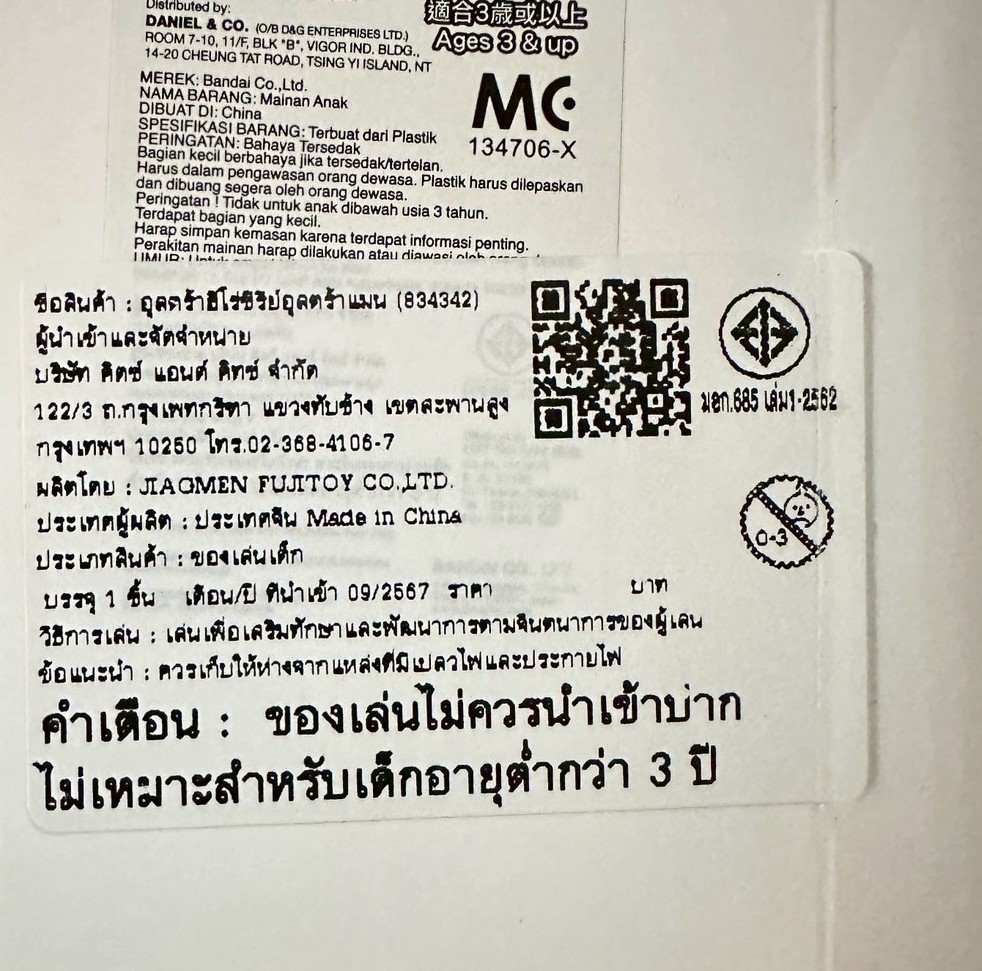 Distributed by:
DANIEL & CO. (O/B D&G ENTERPRISES LTD.)
ROOM 7-10, 11/F, BLK "B", VIGOR IND. BLDG.,
14-20 CHEUNG TAT ROAD, TSING YI ISLAND, NT
適合3歲或以上
Ages 3 & up
MC
134706-X
MEREK: Bandai Co.,Ltd.
NAMA BARANG: Mainan Anak
DIBUAT DI: China
SPESIFIKASI BARANG: Terbuat dari Plastik
PERINGATAN: Bahaya Tersedak
Bagian kecil berbahaya jika tersedak/tertelan.
Harus dalam pengawasan orang dewasa. Plastik harus dilepaskan
dan dibuang segera oleh orang dewasa.
Peringatan ! Tidak untuk anak dibawah usia 3 tahun.
Terdapat bagian yang kecil.
Harap simpan kemasan karena terdapat informasi penting.
Perakitan mainan harap dilakukan atau diawasi oleh
ชื่อสินค้า : อุลตร้าฮีโร่ซีรีย์อุลตร้าแมน (834342)
ผู้นำเข้าและจัดจำหน่าย
บริษัท คิดซ์ แอนด์ คิทซ์ จำกัด
122/3 ถ.กรุงเทพกรีฑา แขวงทับช้าง เขตสะพานสูง
กรุงเทพฯ 10250 โทร.02-368-4106-7
ผลิตโดย : JIAGMEN FUJITOY CO.,LTD.
ประเทศผู้ผลิต : ประเทศจีน Made in China
ประเภทสินค้า : ของเล่นเด็ก
บรรจุ 1 ชิ้น เดือน/ปี ที่นำเข้า 09/2567 ราคา บาท
วิธีการเล่น : เล่นเพื่อเสริมทักษาและพัฒนาการตามจินตนาการของผู้เล่น
ข้อแนะนำ : ควรเก็บให้ห่างจากแหล่งที่มีเปลวไฟและประกายไฟ
คำเตือน : ของเล่นไม่ควรนำเข้าปาก
ไม่เหมาะสำหรับเด็กอายุต่ำกว่า 3 ปี
มอก.685 เล่ม1-2562
0-3